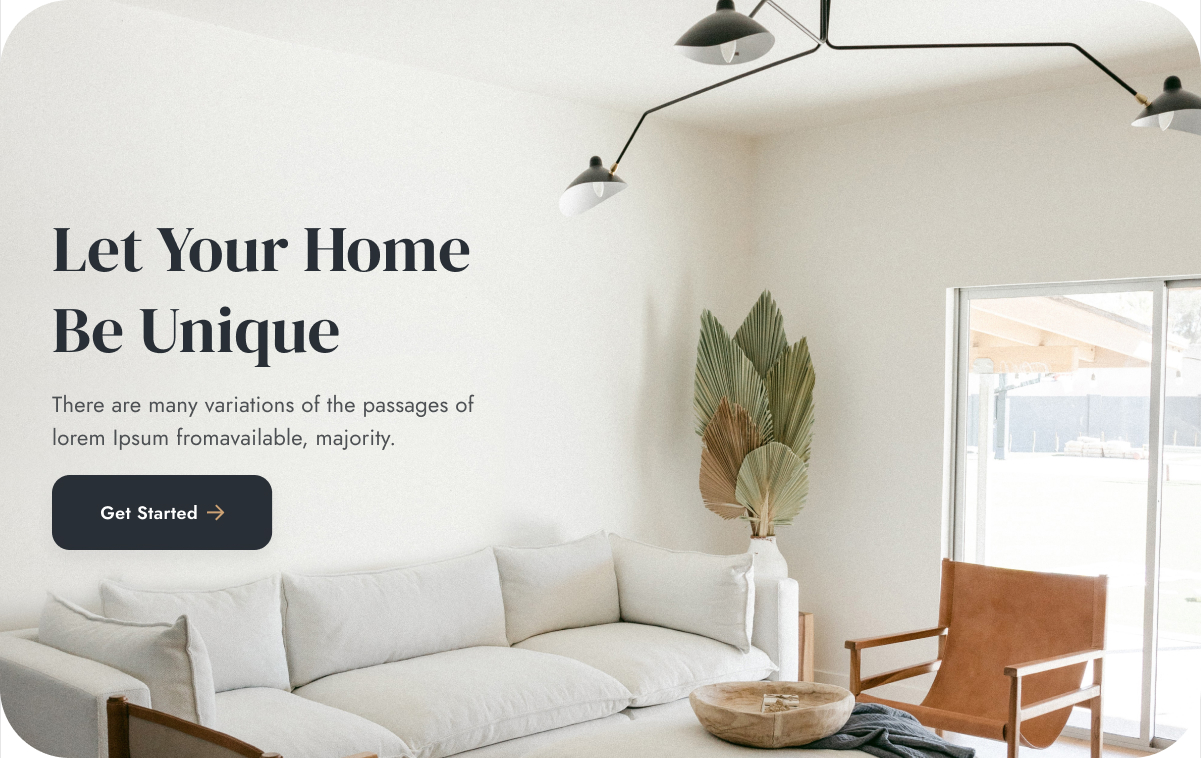 Let Your Home
Be Unique
There are many variations of the passages of
lorem Ipsum fromavailable, majority.
Get Started →